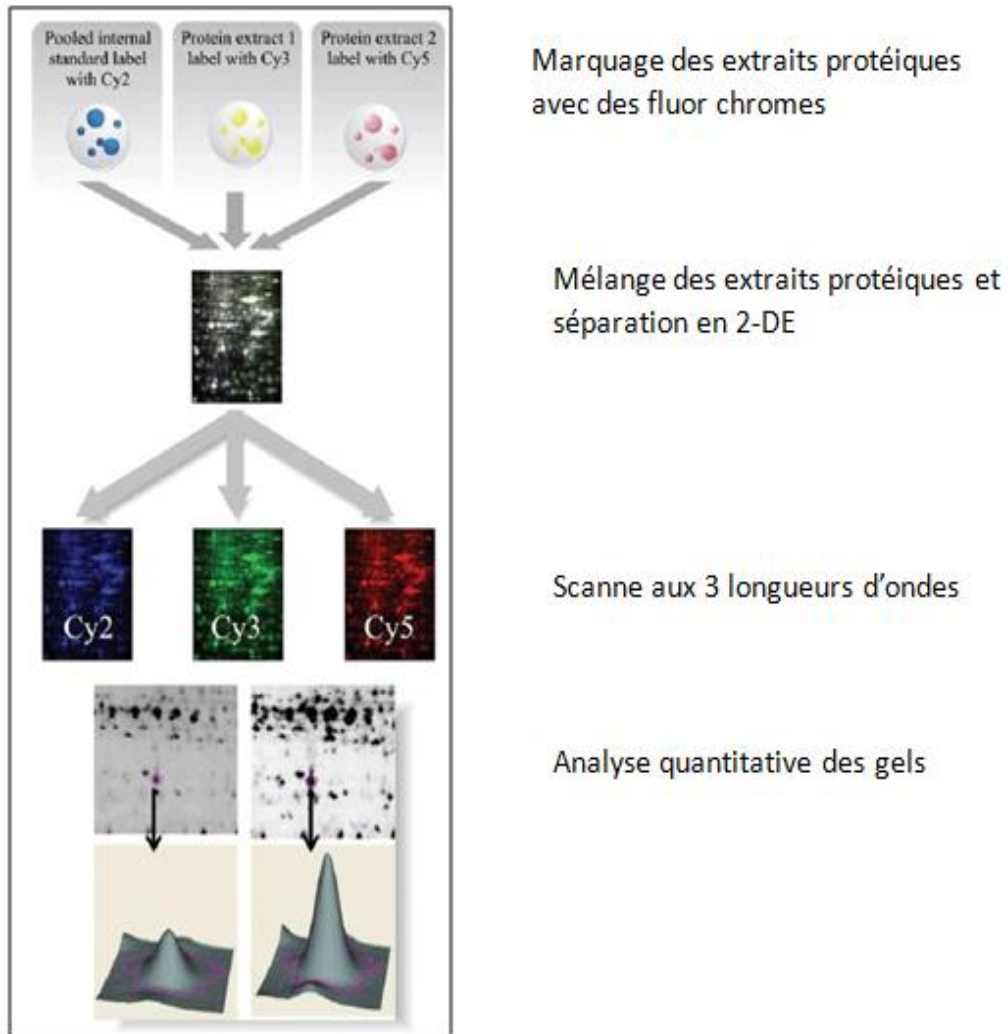 Pooled internal
standard label
with Cy2
Protein extract 1
label with Cy3
Protein extract 2
label with Cy5
Marquage des extraits protéiques
avec des fluor chromes
Mélange des extraits protéiques et
séparation en 2-DE
Cy2
Cy3
Cy5
Scanne aux 3 longueurs d'ondes
Analyse quantitative des gels